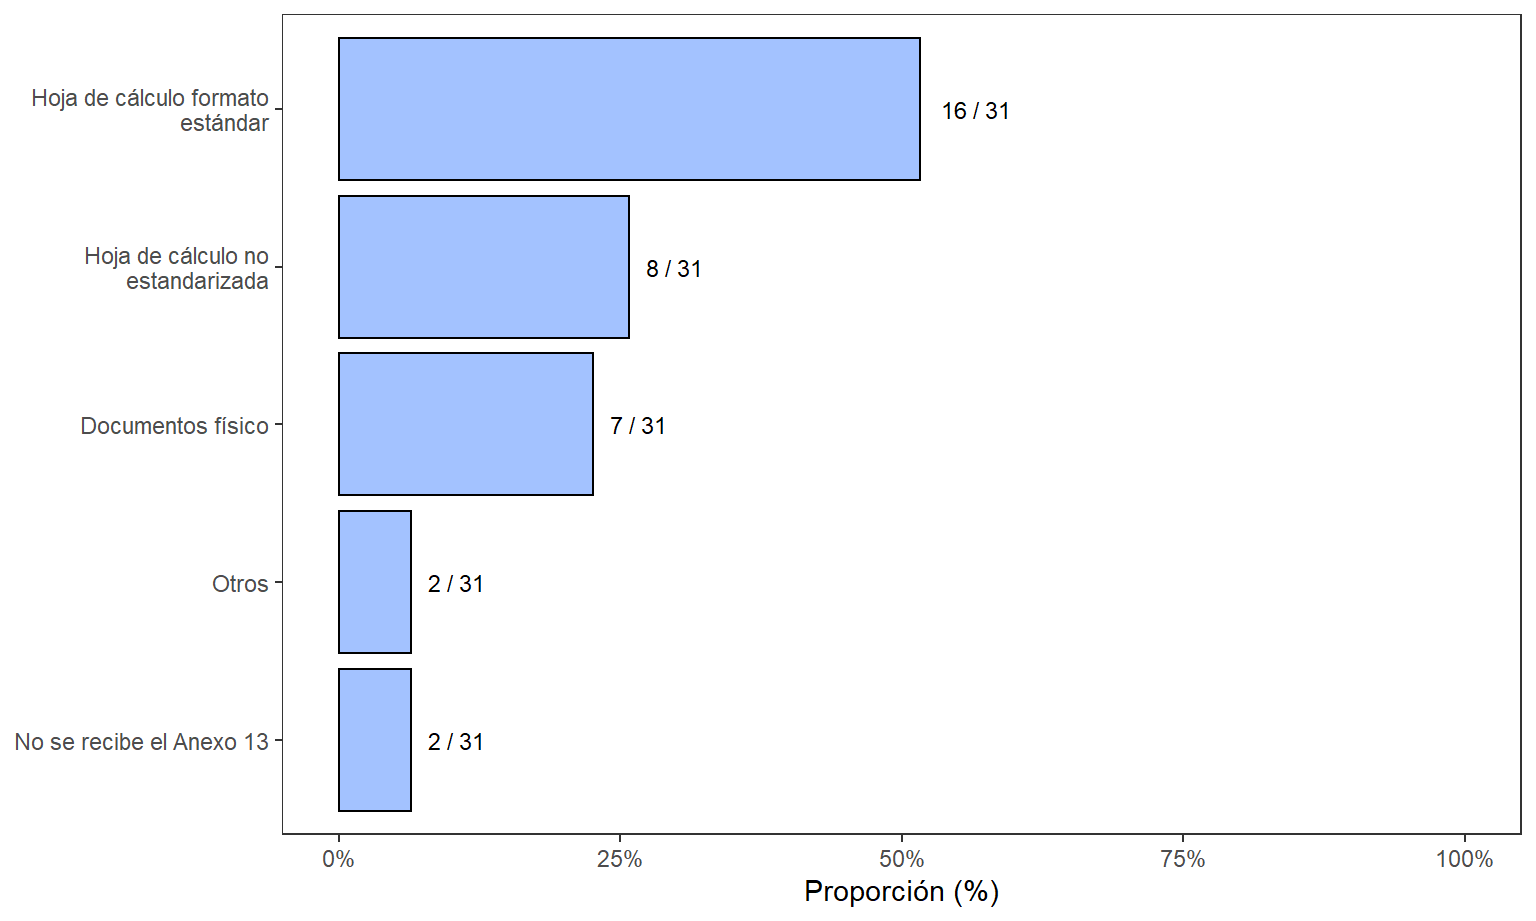 Hoja de cálculo formato
estándar
16 / 31
Hoja de cálculo no
estandarizada
8 / 31
Documentos físico
7 / 31
Otros
2 / 31
No se recibe el Anexo 13
2 / 31
0% 25% 50% 75% 100%
Proporción (%)